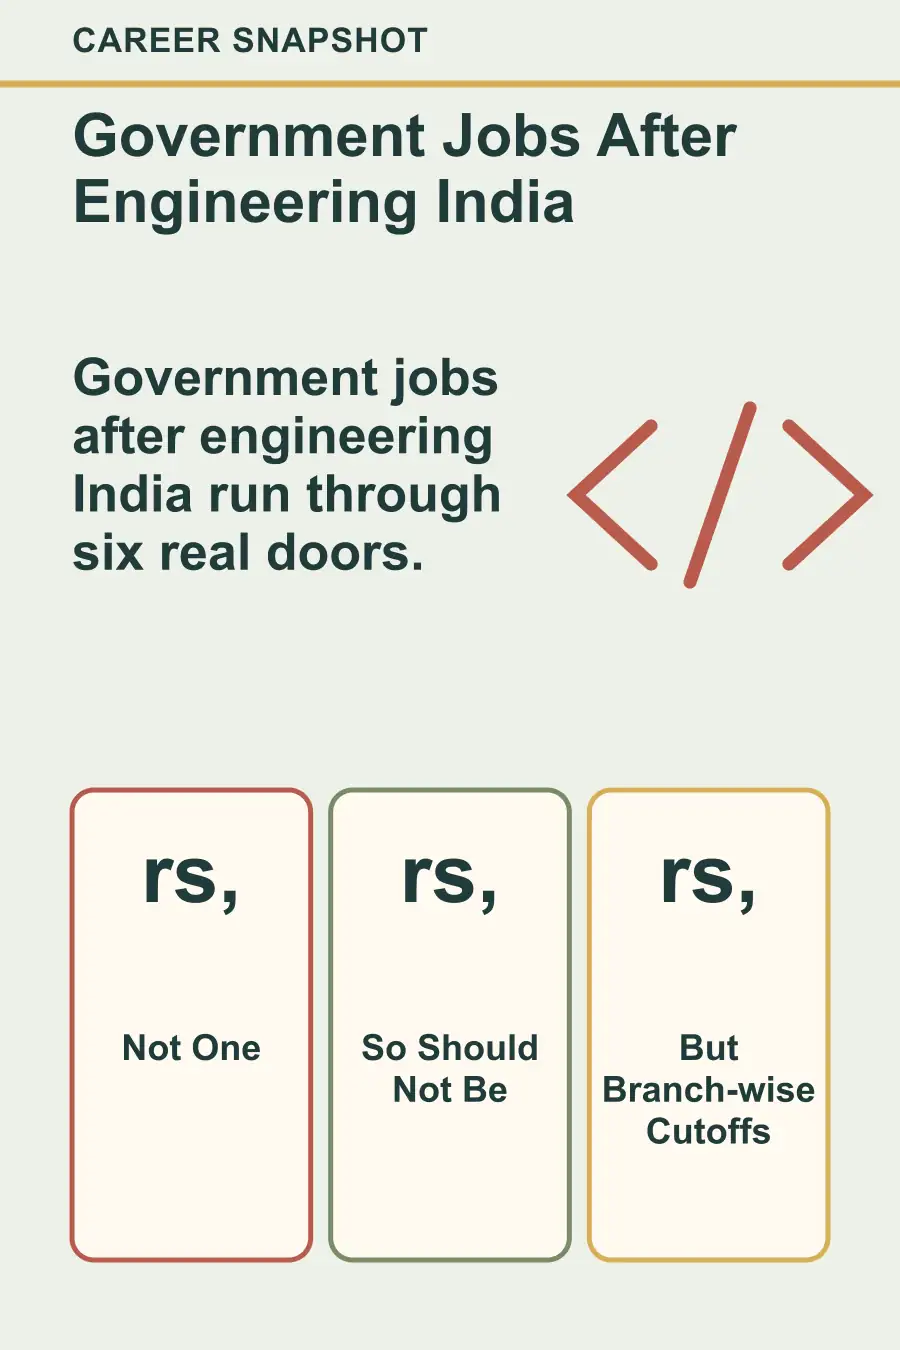 CAREER SNAPSHOT
Government Jobs After
Engineering India
Government jobs
after engineering
India run through
six real doors.
rs,
Not One
rs,
So Should
Not Be
rs,
But
Branch-wise
Cutoffs